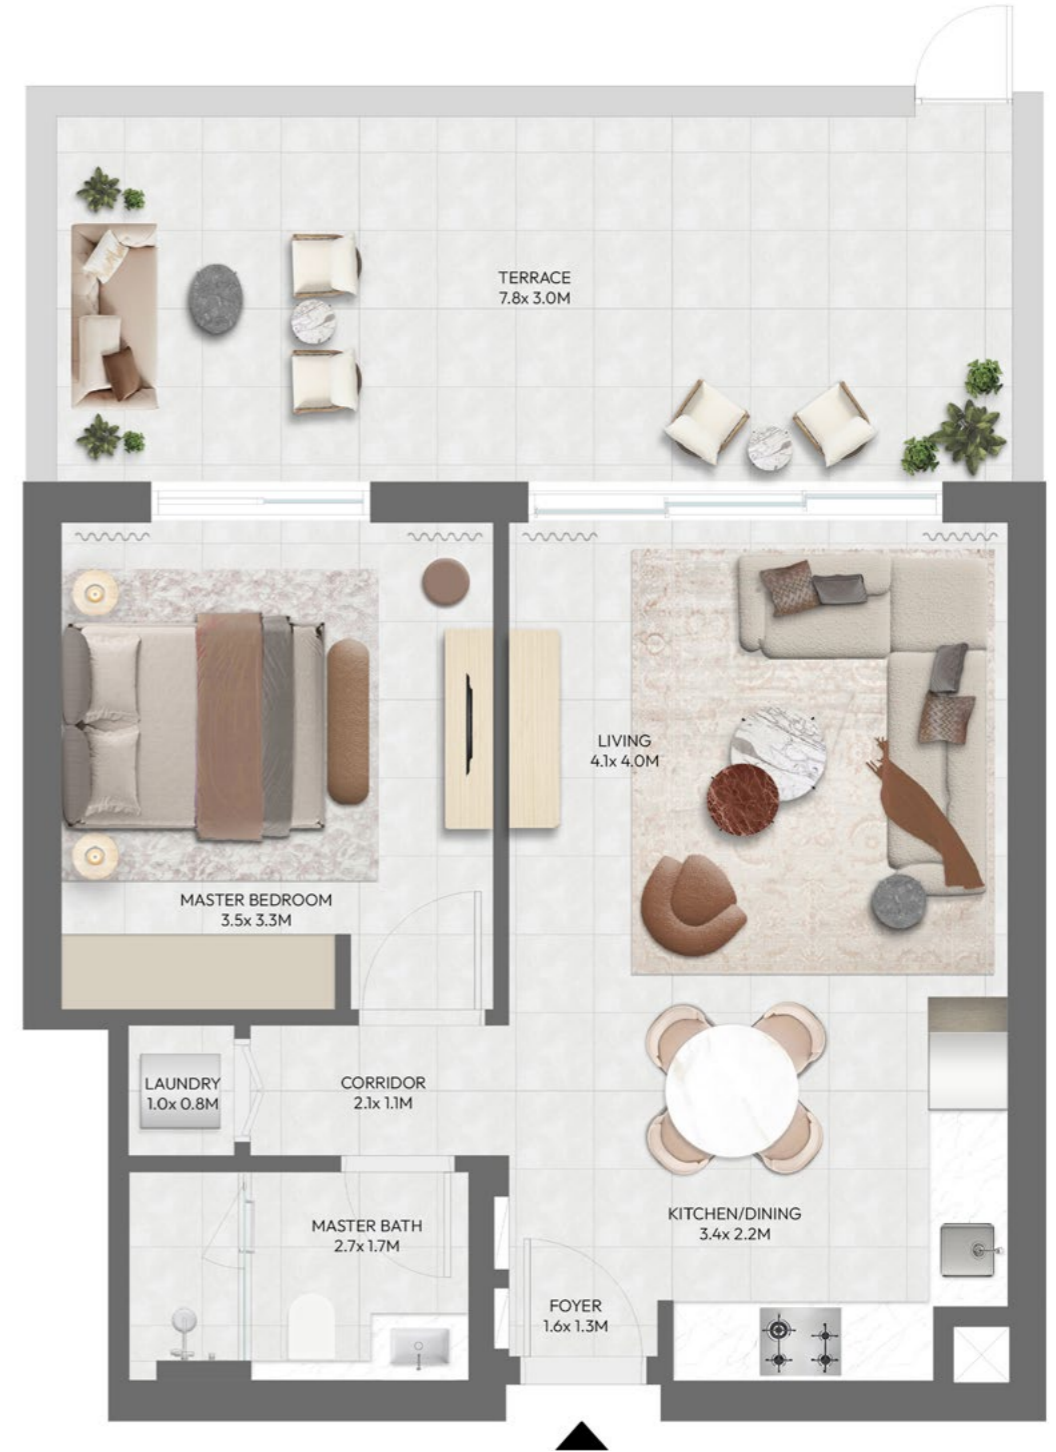 TERRACE
7.8x 3.0M
LIVING
4.1x 4.0M
MASTER BEDROOM
3.5x 3.3M
LAUNDRY
1.0x 0.8M
CORRIDOR
2.1x 1.1M
MASTER BATH
2.7x 1.7M
KITCHEN/DINING
3.4x 2.2M
FOYER
1.6x 1.3M